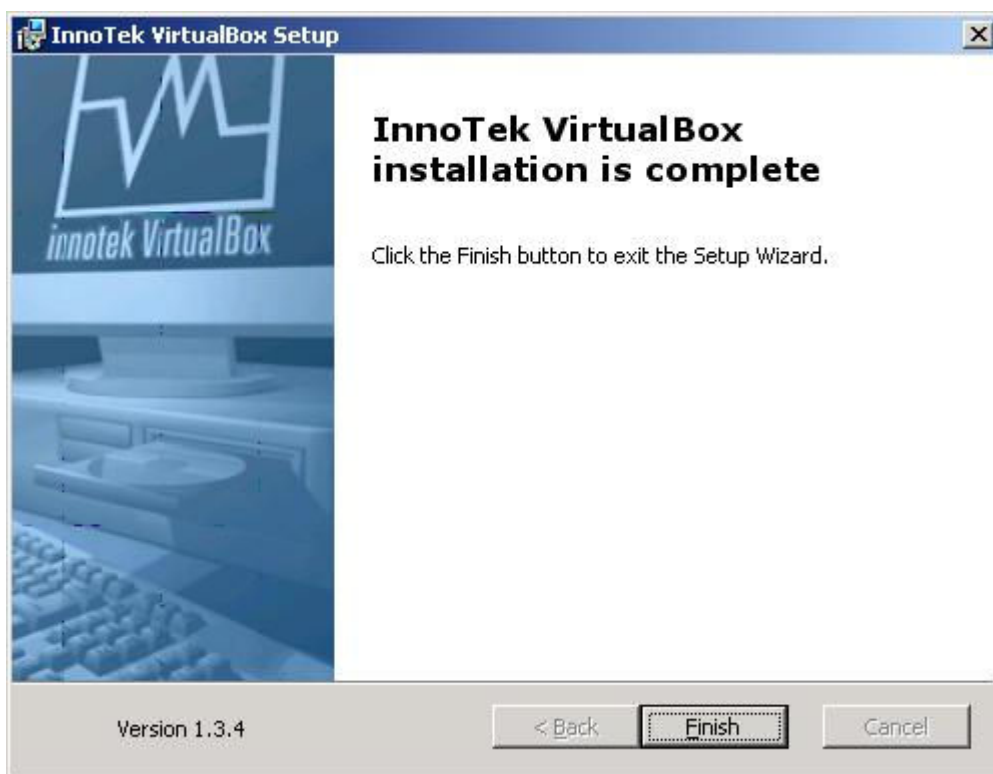 InnoTek VirtualBox Setup
innotek VirtualBox
InnoTek VirtualBox
installation is complete
Click the Finish button to exit the Setup Wizard.
Version 1.3.4
< Back
Finish
Cancel